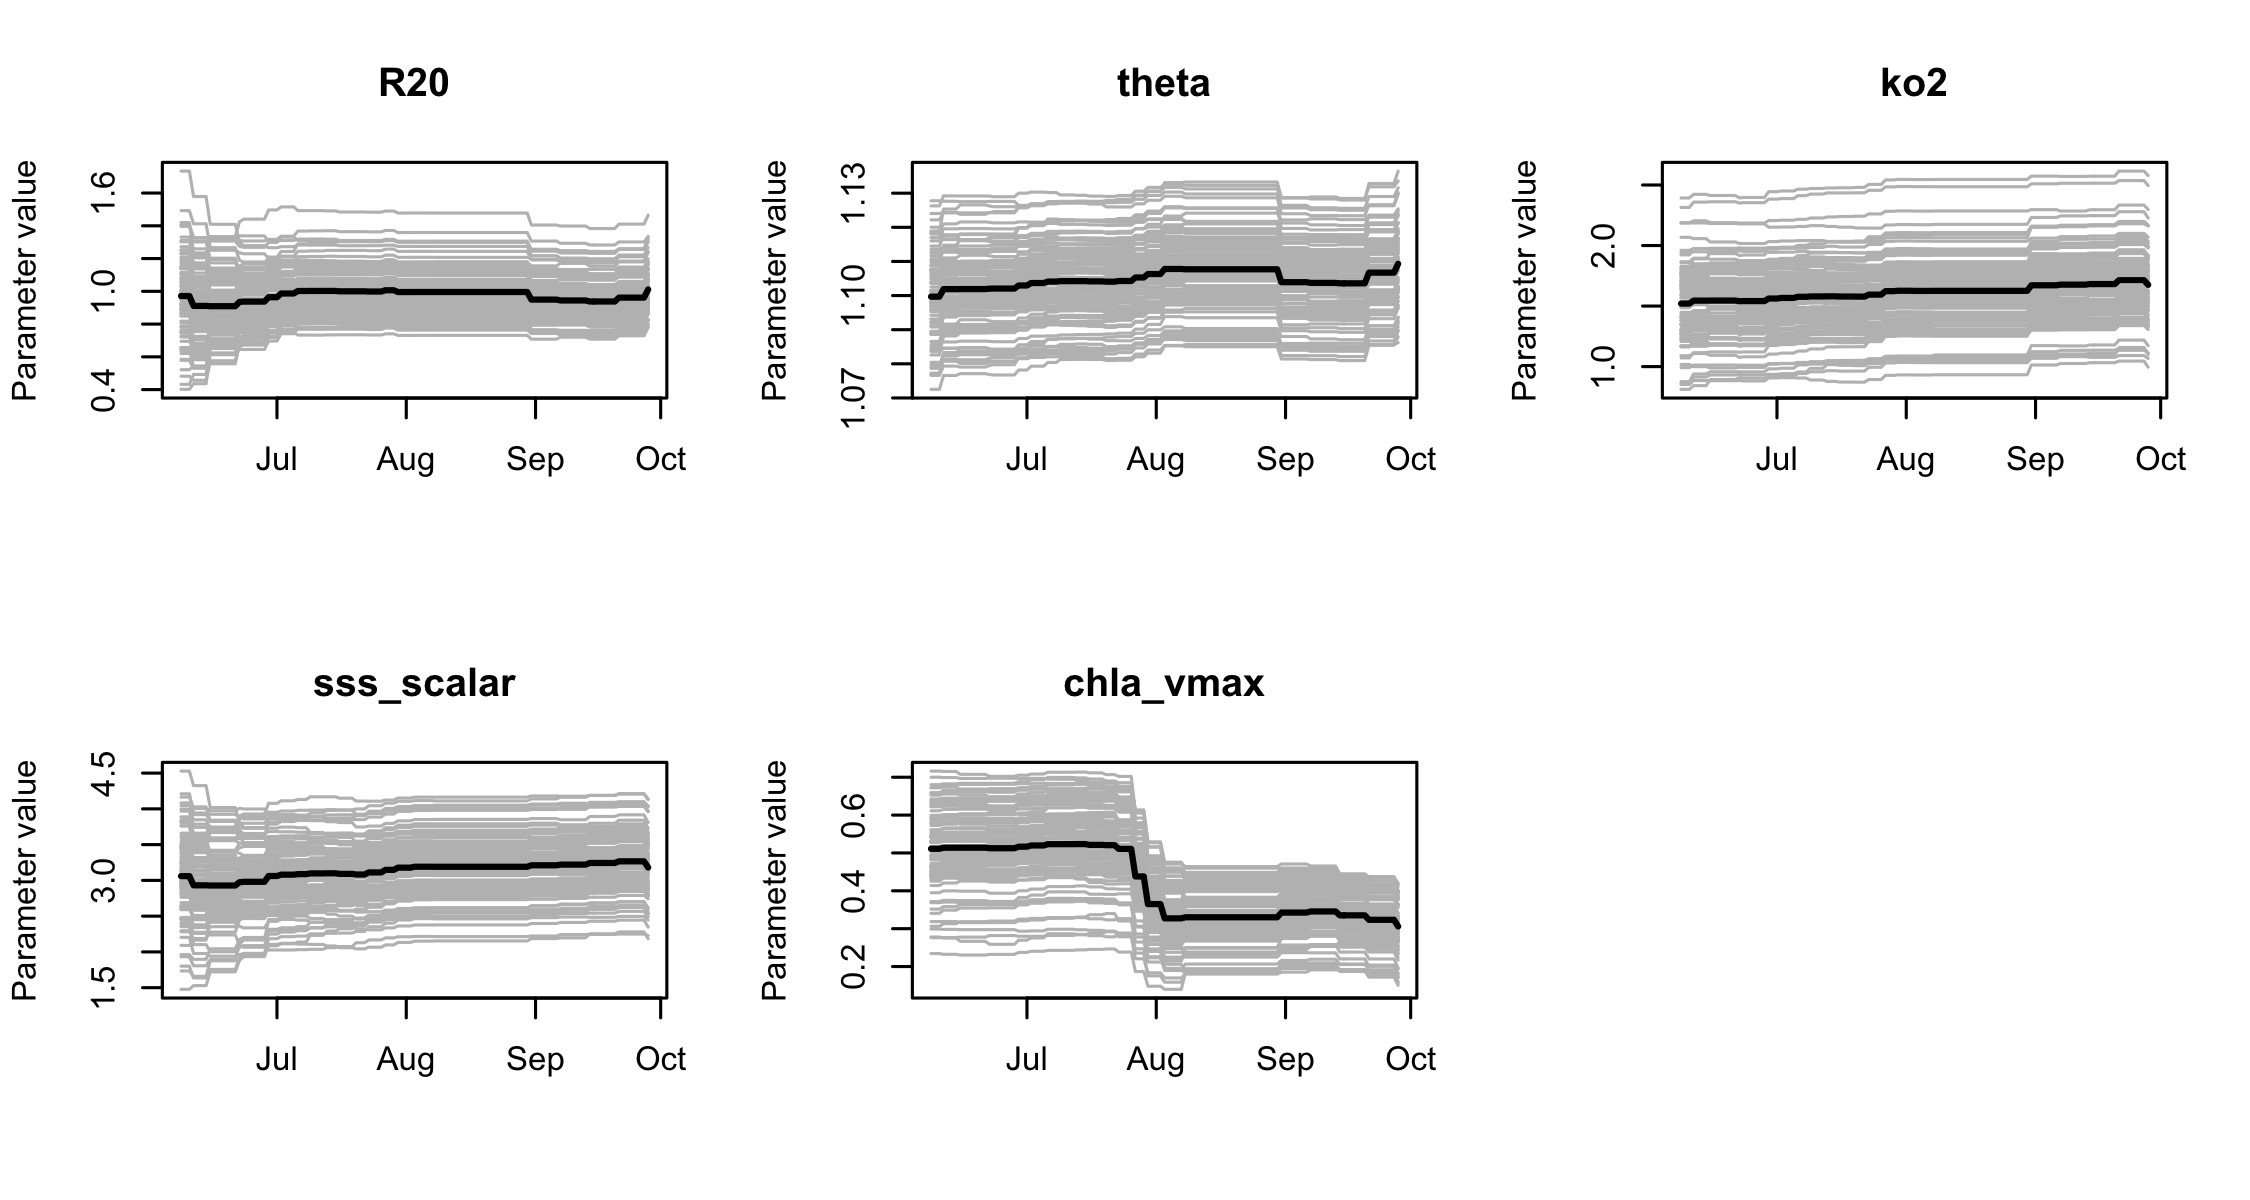 R20
theta
ko2
Parameter value
0.4
1.0
1.6
Jul
Aug
Sep
Oct
Parameter value
1.07
1.10
1.13
Jul
Aug
Sep
Oct
Parameter value
1.0
2.0
Jul
Aug
Sep
Oct
sss_scalar
chla_vmax
Parameter value
1.5
3.0
4.5
Jul
Aug
Sep
Oct
Parameter value
0.2
0.4
0.6
Jul
Aug
Sep
Oct